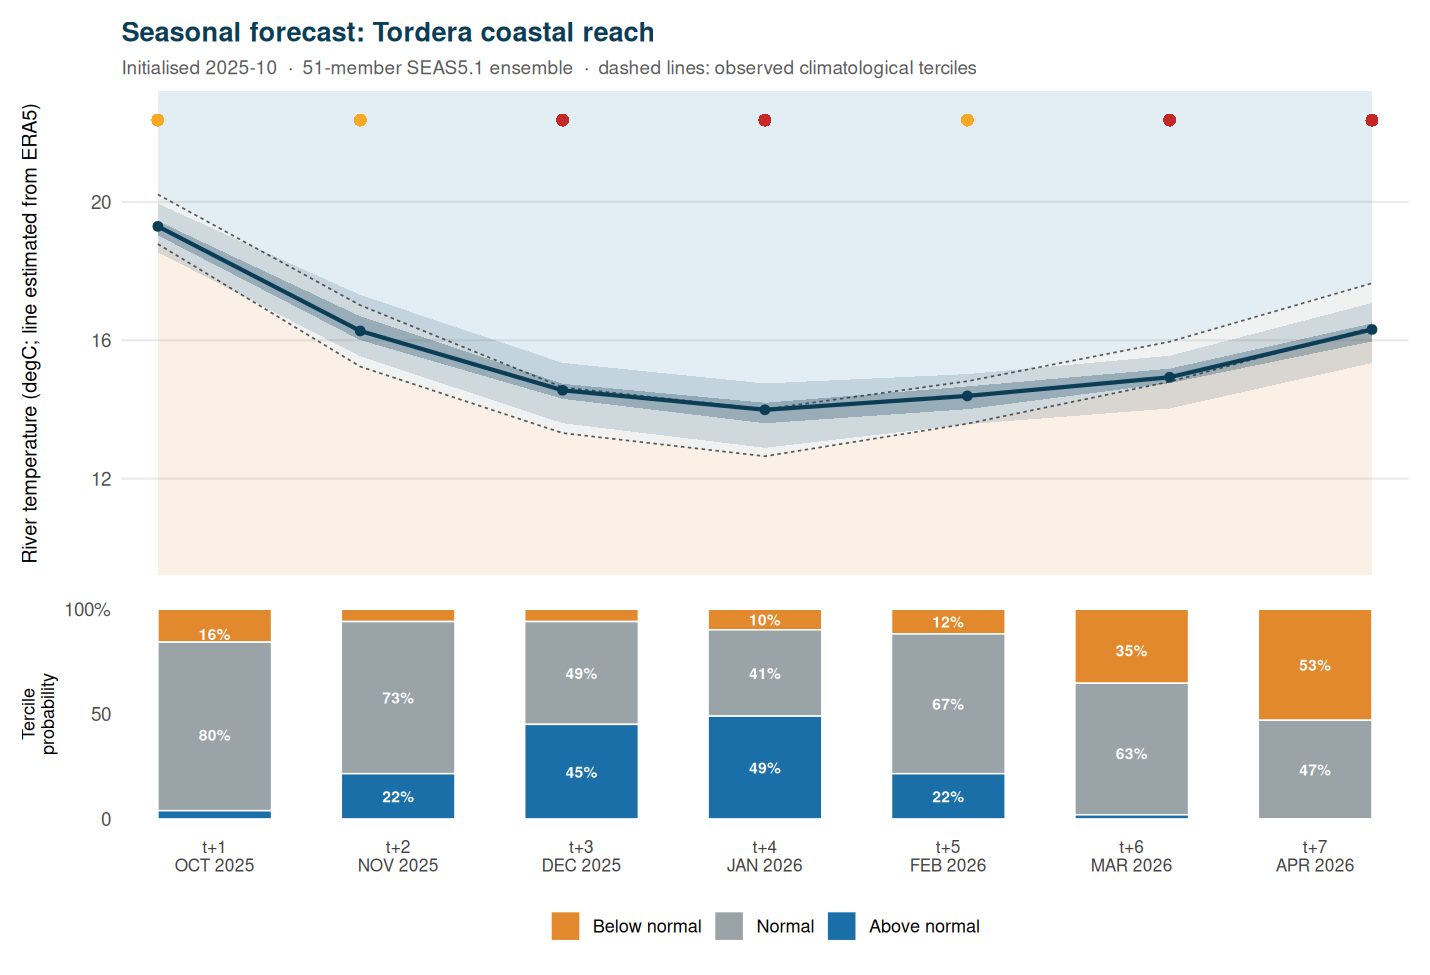 Seasonal forecast: Tordera coastal reach
Initialised 2025-10 · 51-member SEAS5.1 ensemble · dashed lines: observed climatological terciles
River temperature (degC; line estimated from ERA5)
20
16
12
Tercile
probability
100%
50
0
16%
80%
73%
22%
49%
45%
10%
41%
49%
12%
67%
22%
35%
63%
53%
47%
t+1
OCT 2025
t+2
NOV 2025
t+3
DEC 2025
t+4
JAN 2026
t+5
FEB 2026
t+6
MAR 2026
t+7
APR 2026
Below normal
Normal
Above normal